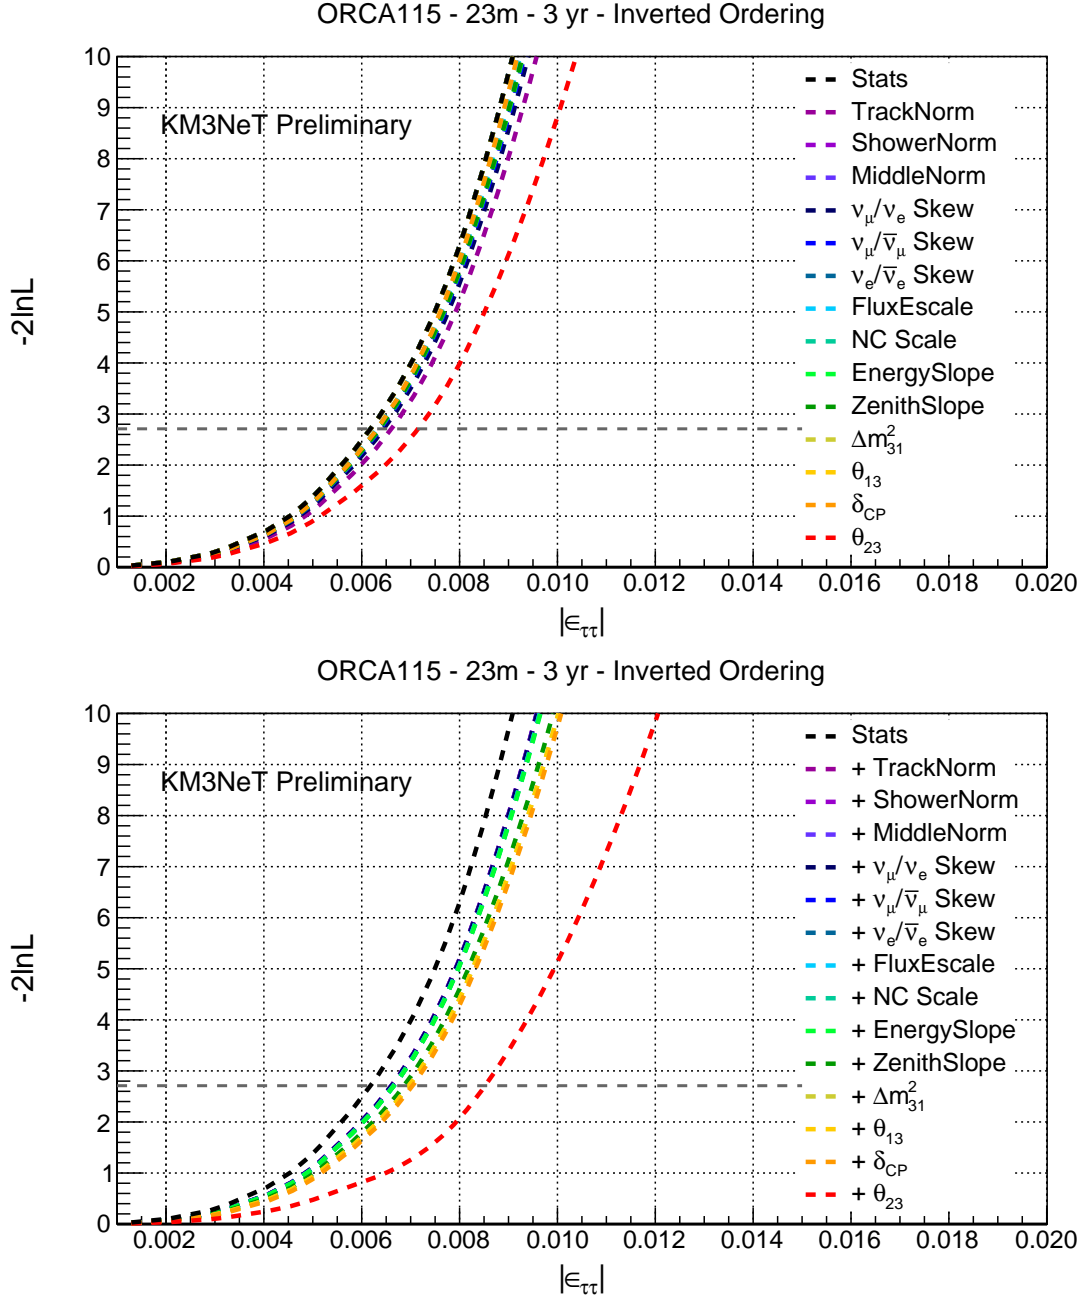 ORCA115 - 23m - 3 yr - Inverted Ordering
10
9
8
7
6
5
4
3
2
1
0
-2lnL
KM3NeT Preliminary
Stats
TrackNorm
ShowerNorm
MiddleNorm
νμ/νe Skew
νμ/ν̅μ Skew
νe/ν̅e Skew
FluxEscale
NC Scale
EnergySlope
ZenithSlope
Δm²31
θ13
δCP
θ23
0.002 0.004 0.006 0.008 0.010 0.012 0.014 0.016 0.018 0.020
|∈ττ|
ORCA115 - 23m - 3 yr - Inverted Ordering
10
9
8
7
6
5
4
3
2
1
0
-2lnL
KM3NeT Preliminary
Stats
+ TrackNorm
+ ShowerNorm
+ MiddleNorm
+ νμ/νe Skew
+ νμ/ν̅μ Skew
+ νe/ν̅e Skew
+ FluxEscale
+ NC Scale
+ EnergySlope
+ ZenithSlope
+ Δm²31
+ θ13
+ δCP
+ θ23
0.002 0.004 0.006 0.008 0.010 0.012 0.014 0.016 0.018 0.020
|∈ττ|